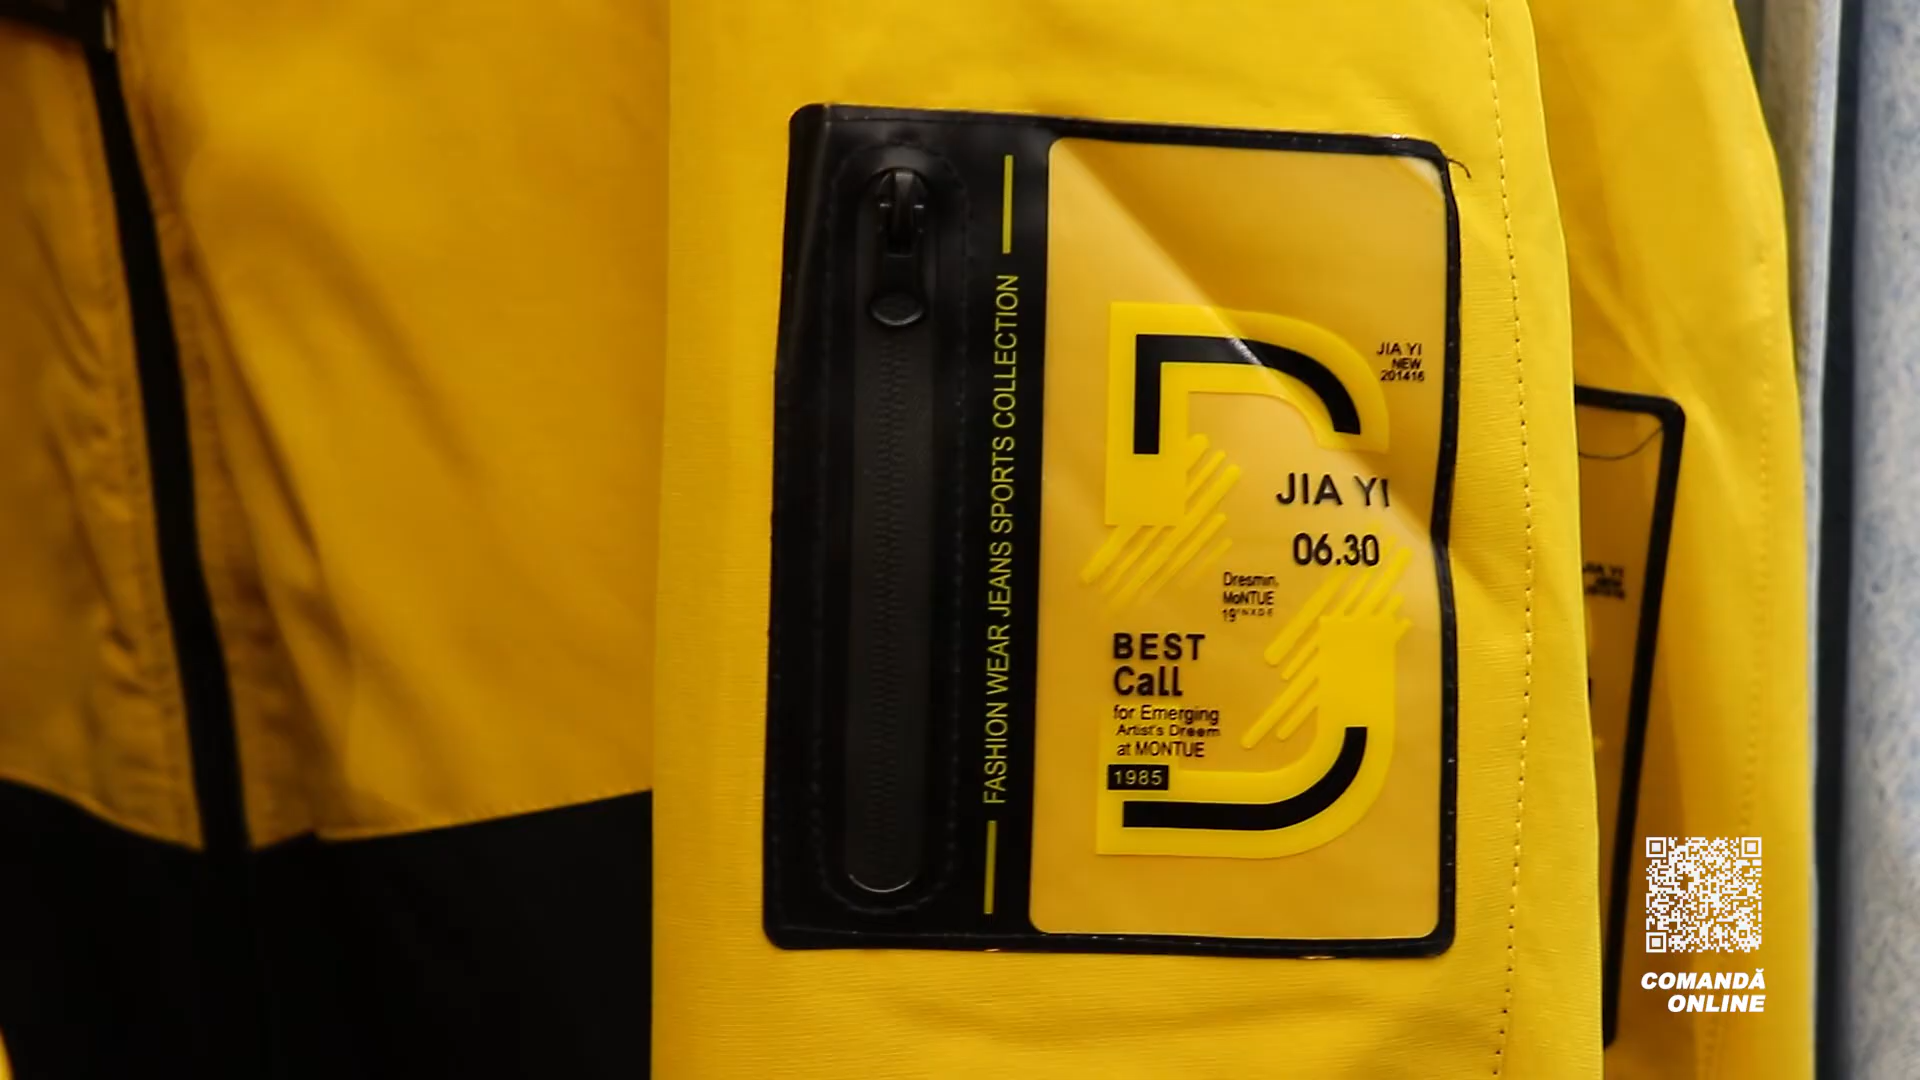 FASHION WEAR JEANS SPORTS COLLECTION
JIA YI
NEW
201416
JIA YI
06.30
Dresmin,
MoNTUE
BEST
Call
for Emerging
Artist's Dreem
at MONTUE
1985
COMANDĂ
ONLINE